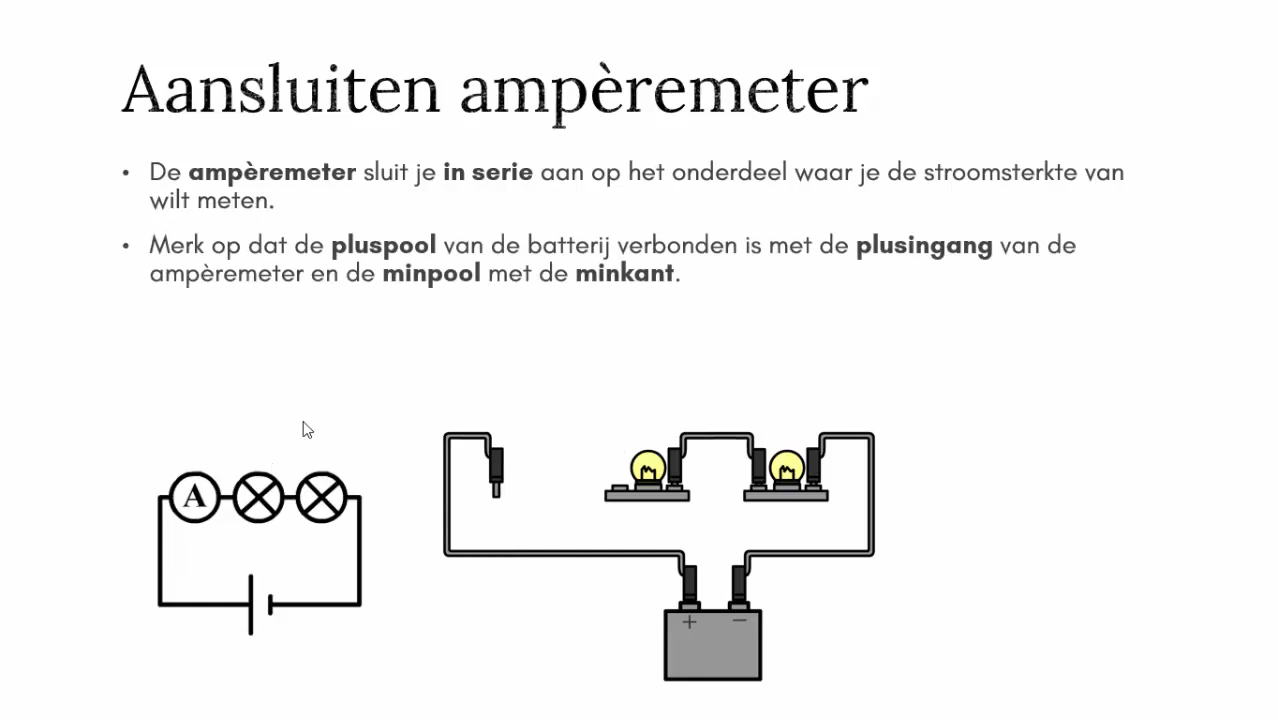 Aansluiten ampèremeter
• De ampèremeter sluit je in serie aan op het onderdeel waar je de stroomsterkte van
wilt meten.
• Merk op dat de pluspool van de batterij verbonden is met de plusingang van de
ampèremeter en de minpool met de minkant.
A
+ −